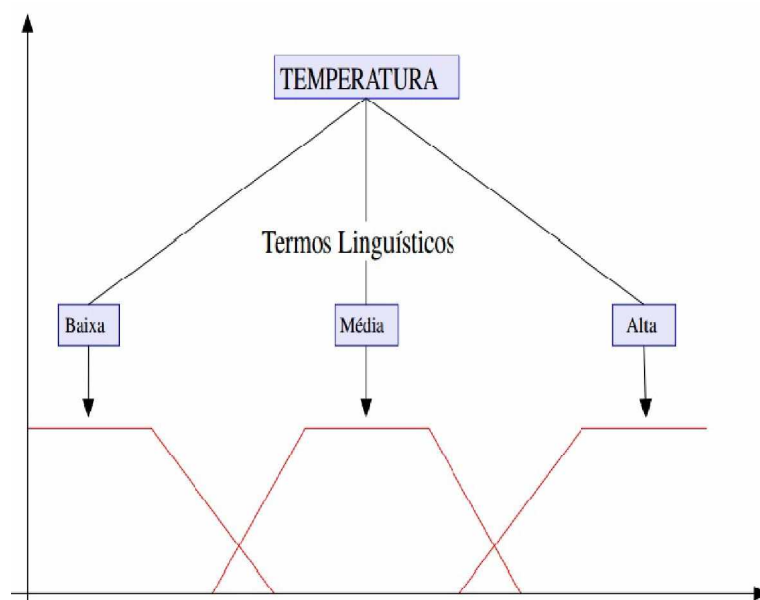 TEMPERATURA
Termos Linguísticos
Baixa
Média
Alta